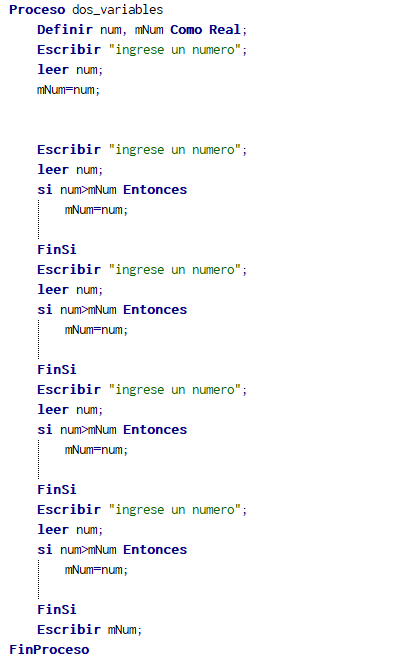 Proceso dos_variables
Definir num, mNum Como Real;
Escribir "ingrese un numero";
leer num;
mNum=num;
Escribir "ingrese un numero";
leer num;
si num>mNum Entonces
mNum=num;
FinSi
Escribir "ingrese un numero";
leer num;
si num>mNum Entonces
mNum=num;
FinSi
Escribir "ingrese un numero";
leer num;
si num>mNum Entonces
mNum=num;
FinSi
Escribir "ingrese un numero";
leer num;
si num>mNum Entonces
mNum=num;
FinSi
Escribir mNum;
FinProceso